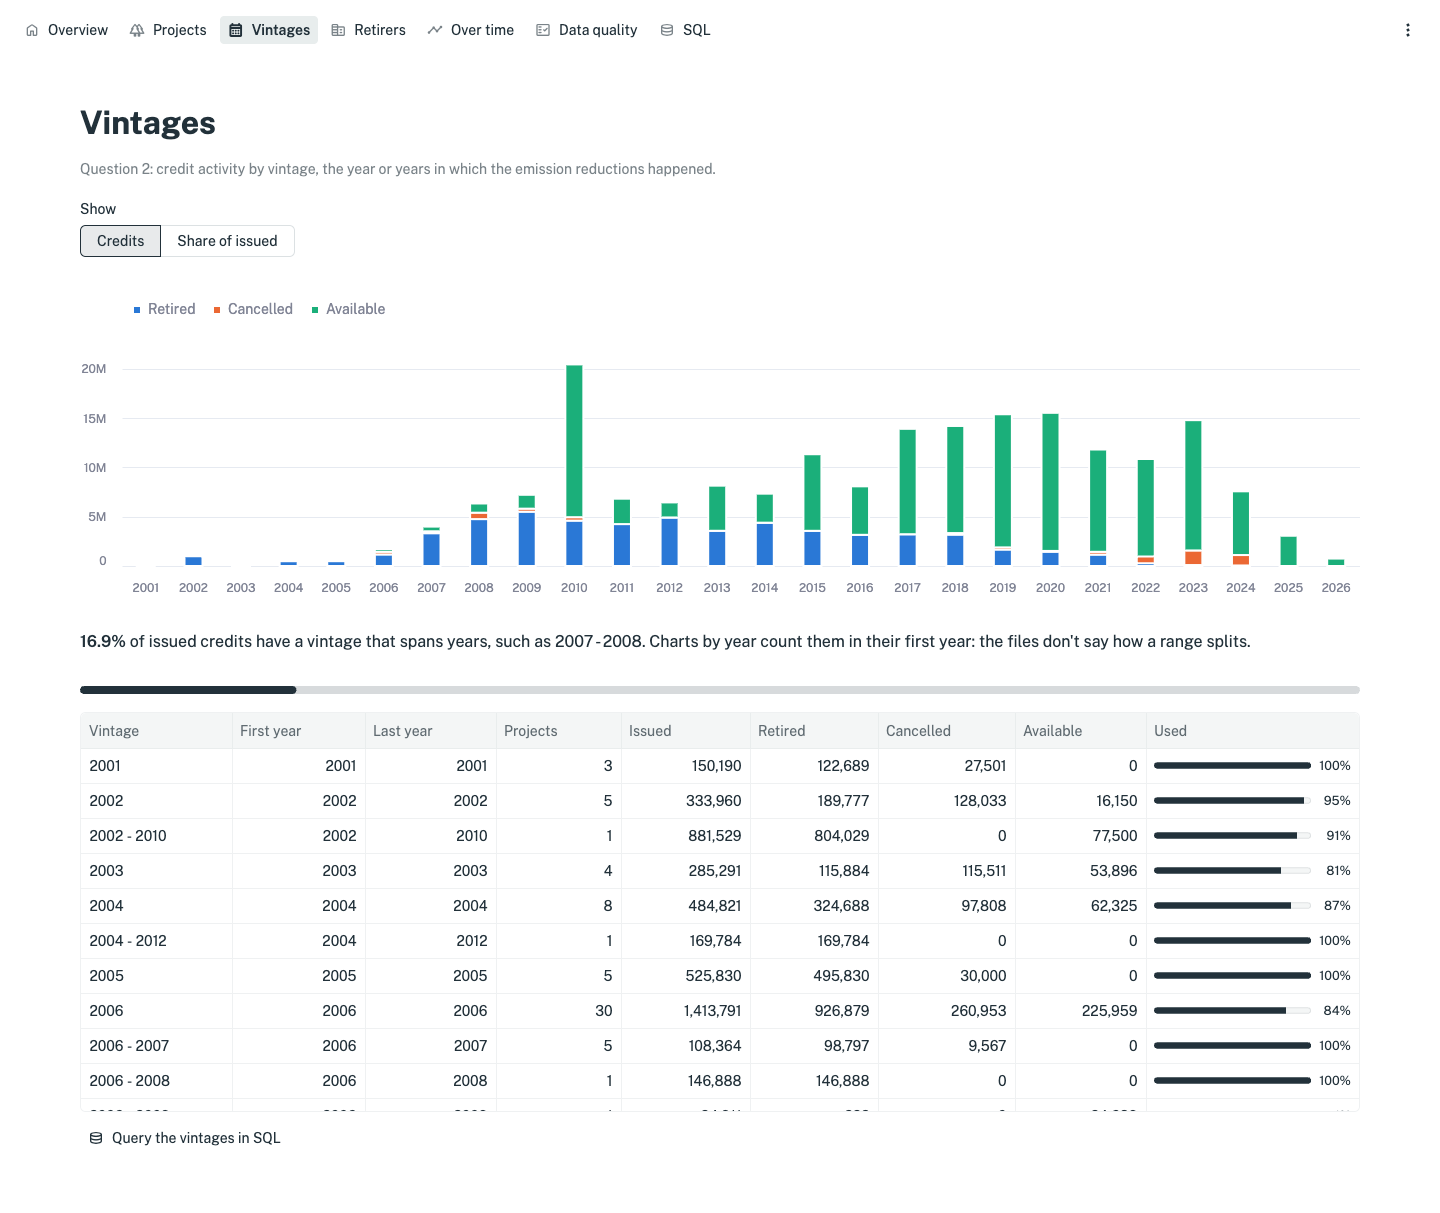 Overview Projects Vintages Retirers Over time Data quality SQL
Vintages
Question 2: credit activity by vintage, the year or years in which the emission reductions happened.
Show
Credits Share of issued
Retired Cancelled Available
20M
15M
10M
5M
0
2001 2002 2003 2004 2005 2006 2007 2008 2009 2010 2011 2012 2013 2014 2015 2016 2017 2018 2019 2020 2021 2022 2023 2024 2025 2026
16.9% of issued credits have a vintage that spans years, such as 2007-2008. Charts by year count them in their first year: the files don't say how a range splits.
Vintage First year Last year Projects Issued Retired Cancelled Available Used
2001 2001 2001 3 150,190 122,689 27,501 0 100%
2002 2002 2002 5 333,960 189,777 128,033 16,150 95%
2002 - 2010 2002 2010 1 881,529 804,029 0 77,500 91%
2003 2003 2003 4 285,291 115,884 115,511 53,896 81%
2004 2004 2004 8 484,821 324,688 97,808 62,325 87%
2004 - 2012 2004 2012 1 169,784 169,784 0 0 100%
2005 2005 2005 5 525,830 495,830 30,000 0 100%
2006 2006 2006 30 1,413,791 926,879 260,953 225,959 84%
2006 - 2007 2006 2007 5 108,364 98,797 9,567 0 100%
2006 - 2008 2006 2008 1 146,888 146,888 0 0 100%
Query the vintages in SQL